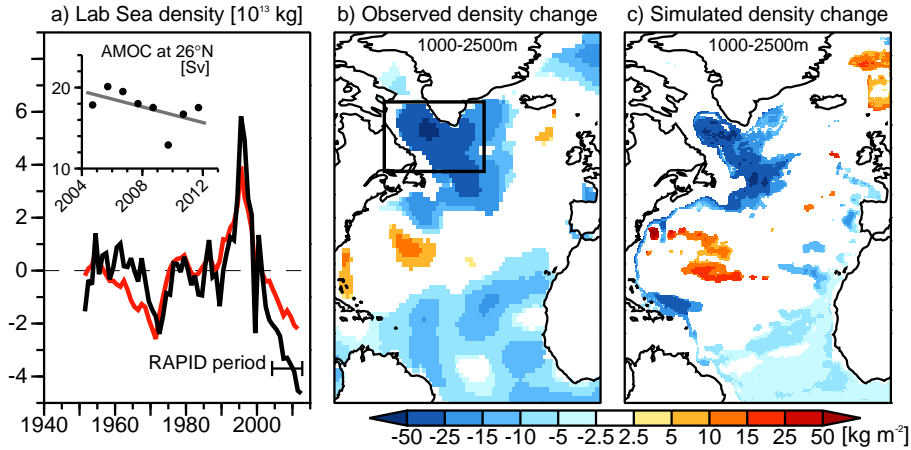 a) Lab Sea density [10¹³ kg]
b) Observed density change
c) Simulated density change
AMOC at 26°N
[Sv]
20
10
2004
2008
2012
8
6
4
2
0
-2
-4
RAPID period
1940
1960
1980
2000
1000-2500m
1000-2500m
-50 -25 -15 -10 -5 -2.5 2.5 5 10 15 25 50 [kg m⁻²]